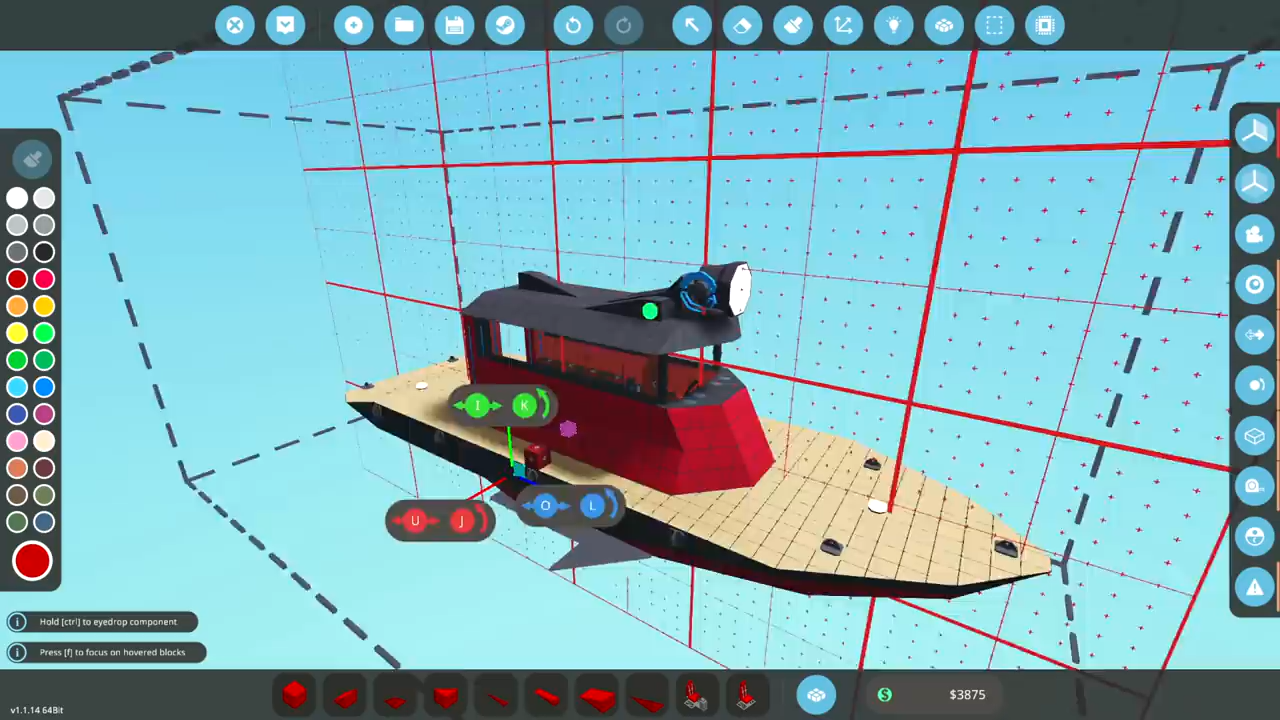 I K
U J
O L
Hold [ctrl] to eyedrop component
Press [f] to focus on hovered blocks
v1.1.14 64Bit
$ $3875